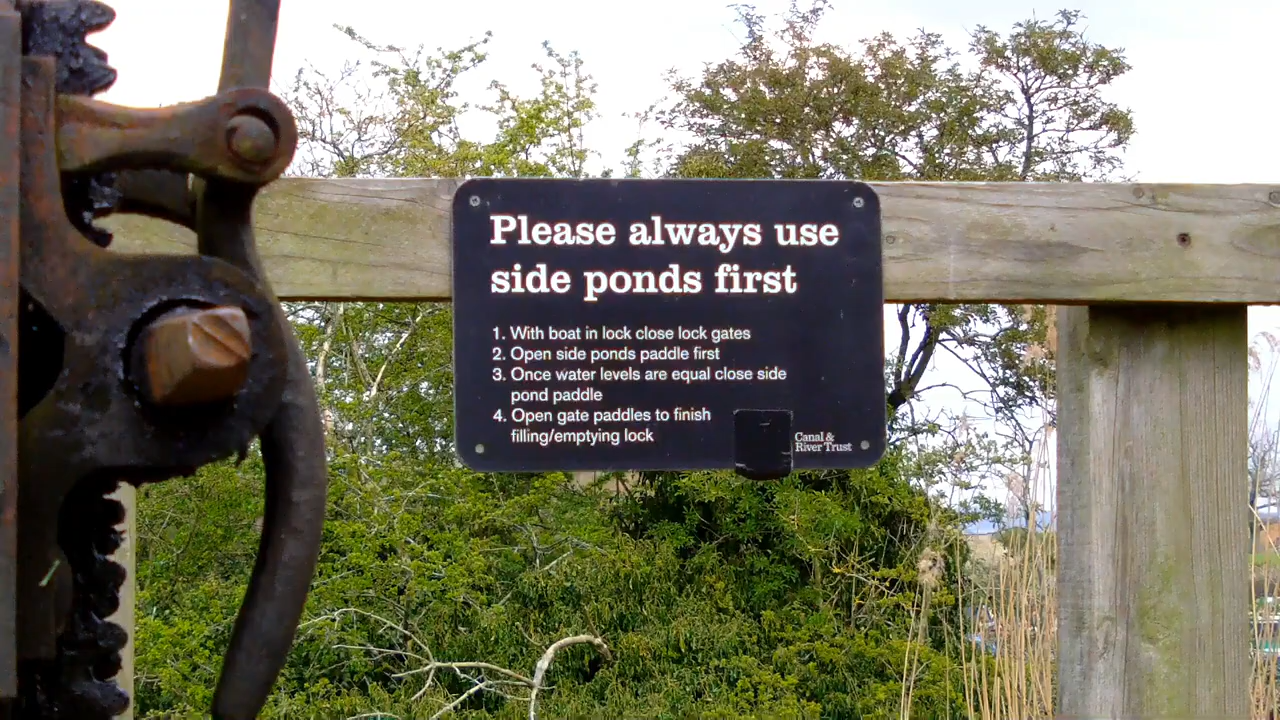 Please always use
side ponds first
1. With boat in lock close lock gates
2. Open side ponds paddle first
3. Once water levels are equal close side
pond paddle
4. Open gate paddles to finish
filling/emptying lock
Canal &
River Trust